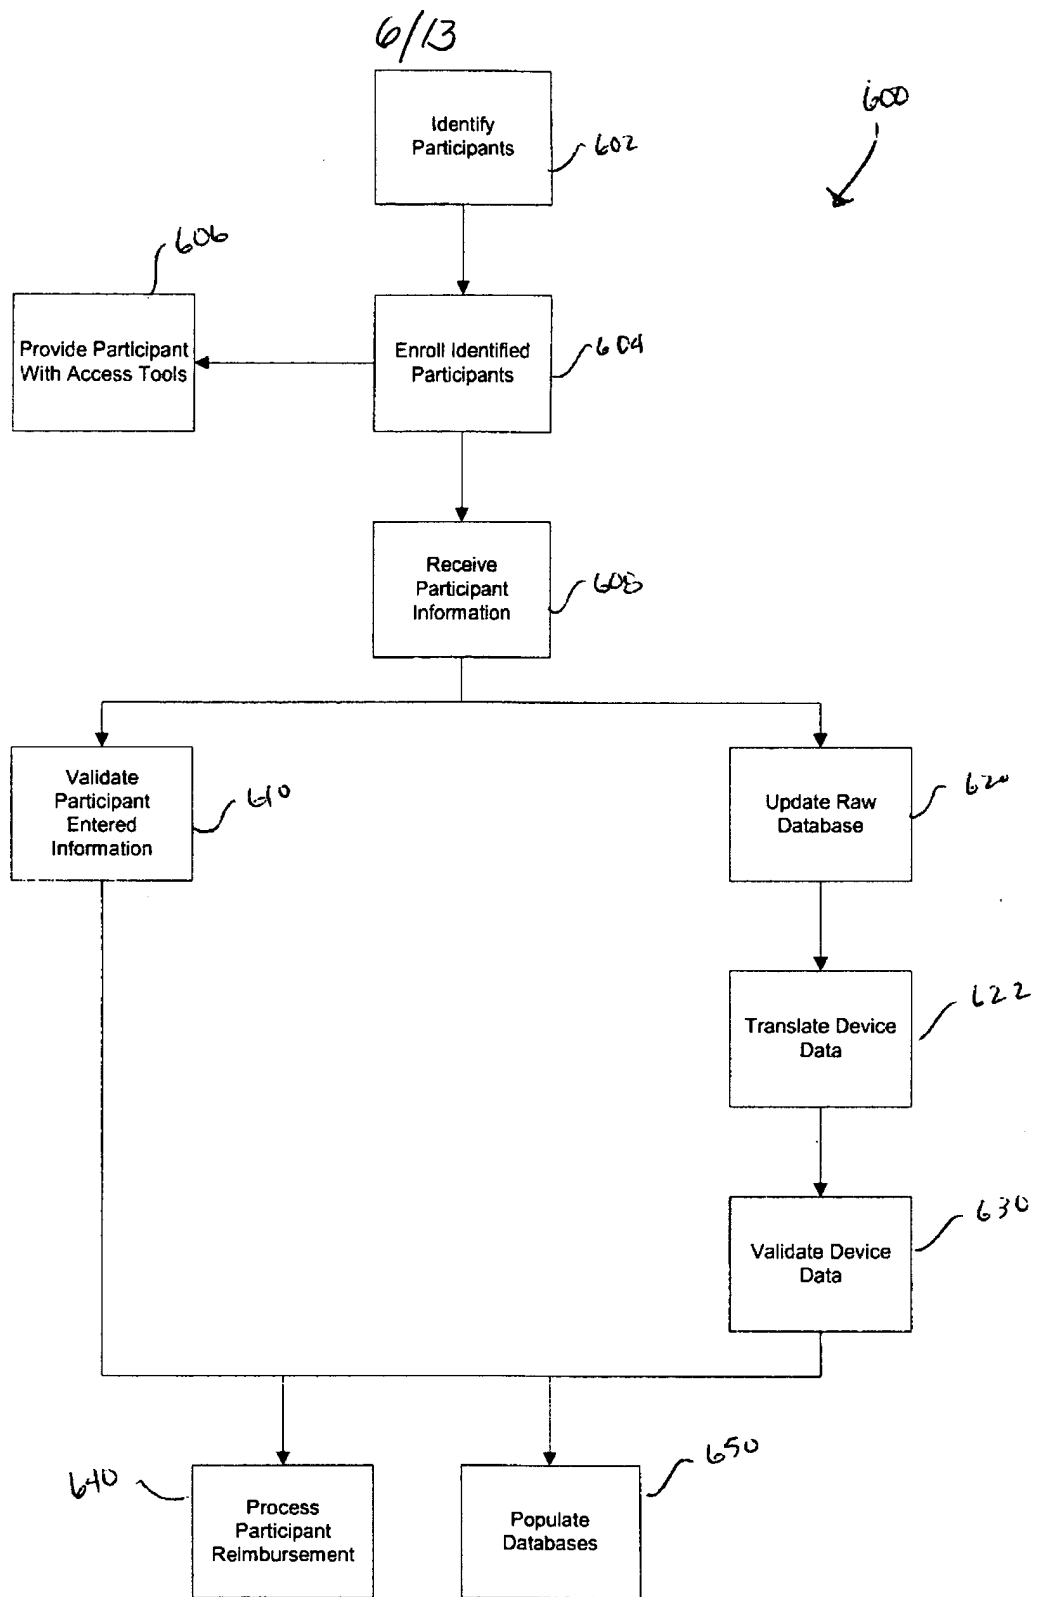 6/13
600
Identify
Participants
602
606
Provide Participant
With Access Tools
Enroll Identified
Participants
604
Receive
Participant
Information
608
Validate
Participant
Entered
Information
610
Update Raw
Database
620
Translate Device
Data
622
Validate Device
Data
630
640
Process
Participant
Reimbursement
Populate
Databases
650